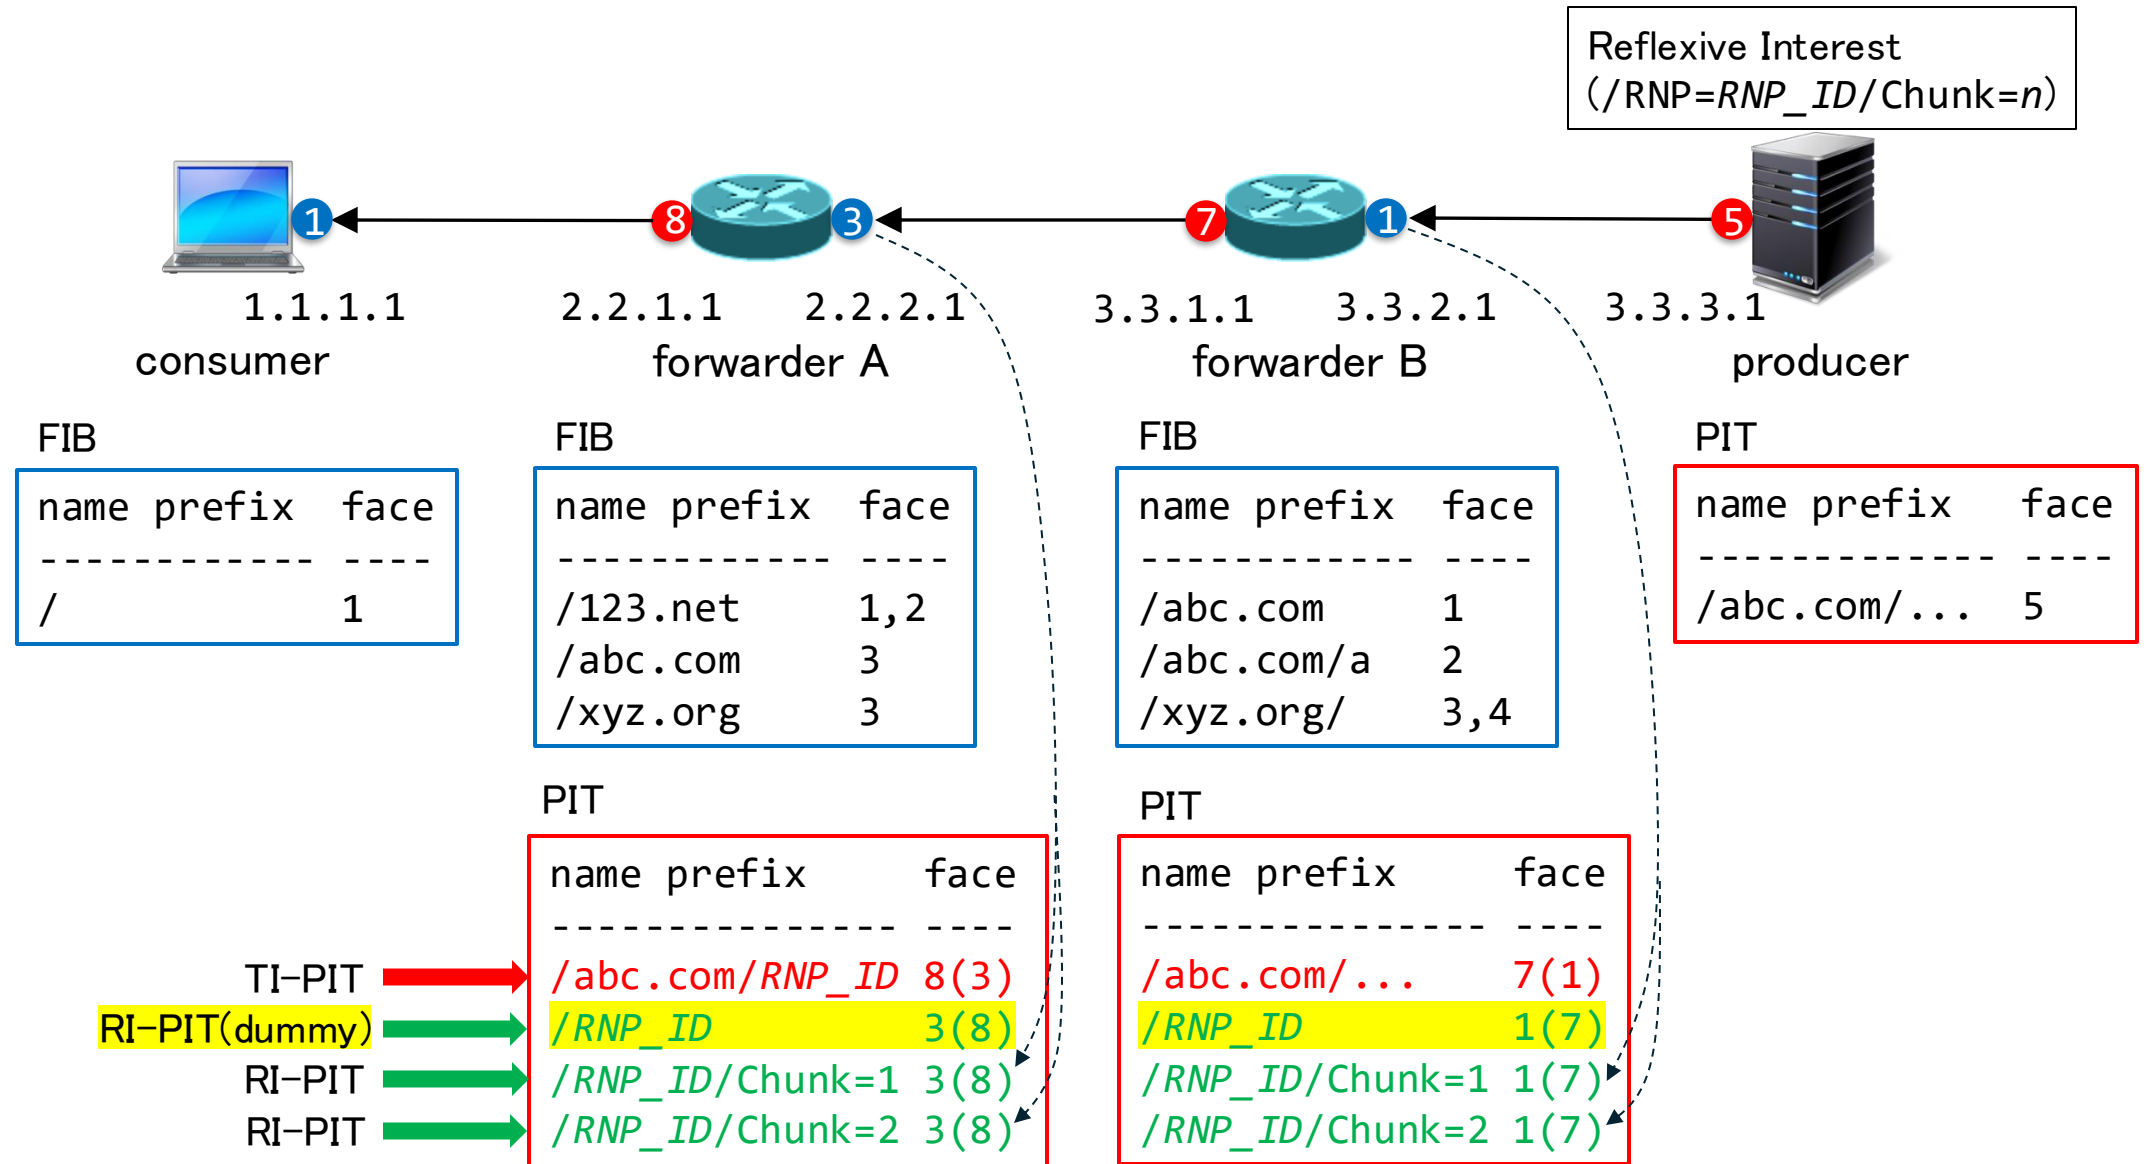 Reflexive Interest
(/RNP=RNP_ID/Chunk=n)
1 8 3 7 1 5
1.1.1.1 2.2.1.1 2.2.2.1 3.3.1.1 3.3.2.1 3.3.3.1
consumer forwarder A forwarder B producer
FIB
name prefix face
------------ ----
/ 1
FIB
name prefix face
------------ ----
/123.net 1,2
/abc.com 3
/xyz.org 3
FIB
name prefix face
------------ ----
/abc.com 1
/abc.com/a 2
/xyz.org/ 3,4
PIT
name prefix face
------------- ----
/abc.com/... 5
PIT
name prefix face
--------------- ----
TI-PIT /abc.com/RNP_ID 8(3)
RI-PIT(dummy) /RNP_ID 3(8)
RI-PIT /RNP_ID/Chunk=1 3(8)
RI-PIT /RNP_ID/Chunk=2 3(8)
PIT
name prefix face
--------------- ----
/abc.com/... 7(1)
/RNP_ID 1(7)
/RNP_ID/Chunk=1 1(7)
/RNP_ID/Chunk=2 1(7)